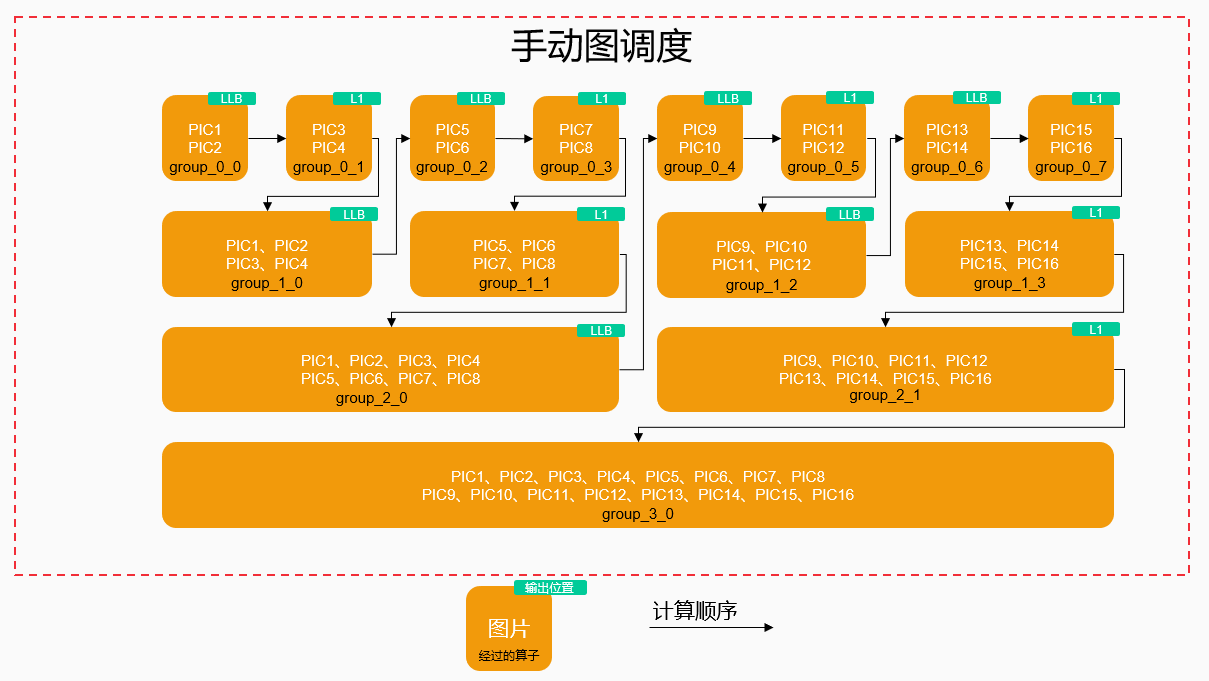 手动图调度
LLB
PIC1
PIC2
group_0_0
L1
PIC3
PIC4
group_0_1
LLB
PIC5
PIC6
group_0_2
L1
PIC7
PIC8
group_0_3
LLB
PIC9
PIC10
group_0_4
L1
PIC11
PIC12
group_0_5
LLB
PIC13
PIC14
group_0_6
L1
PIC15
PIC16
group_0_7
LLB
PIC1、PIC2
PIC3、PIC4
group_1_0
L1
PIC5、PIC6
PIC7、PIC8
group_1_1
LLB
PIC9、PIC10
PIC11、PIC12
group_1_2
L1
PIC13、PIC14
PIC15、PIC16
group_1_3
LLB
PIC1、PIC2、PIC3、PIC4
PIC5、PIC6、PIC7、PIC8
group_2_0
L1
PIC9、PIC10、PIC11、PIC12
PIC13、PIC14、PIC15、PIC16
group_2_1
PIC1、PIC2、PIC3、PIC4、PIC5、PIC6、PIC7、PIC8
PIC9、PIC10、PIC11、PIC12、PIC13、PIC14、PIC15、PIC16
group_3_0
输出位置
图片
经过的算子
计算顺序